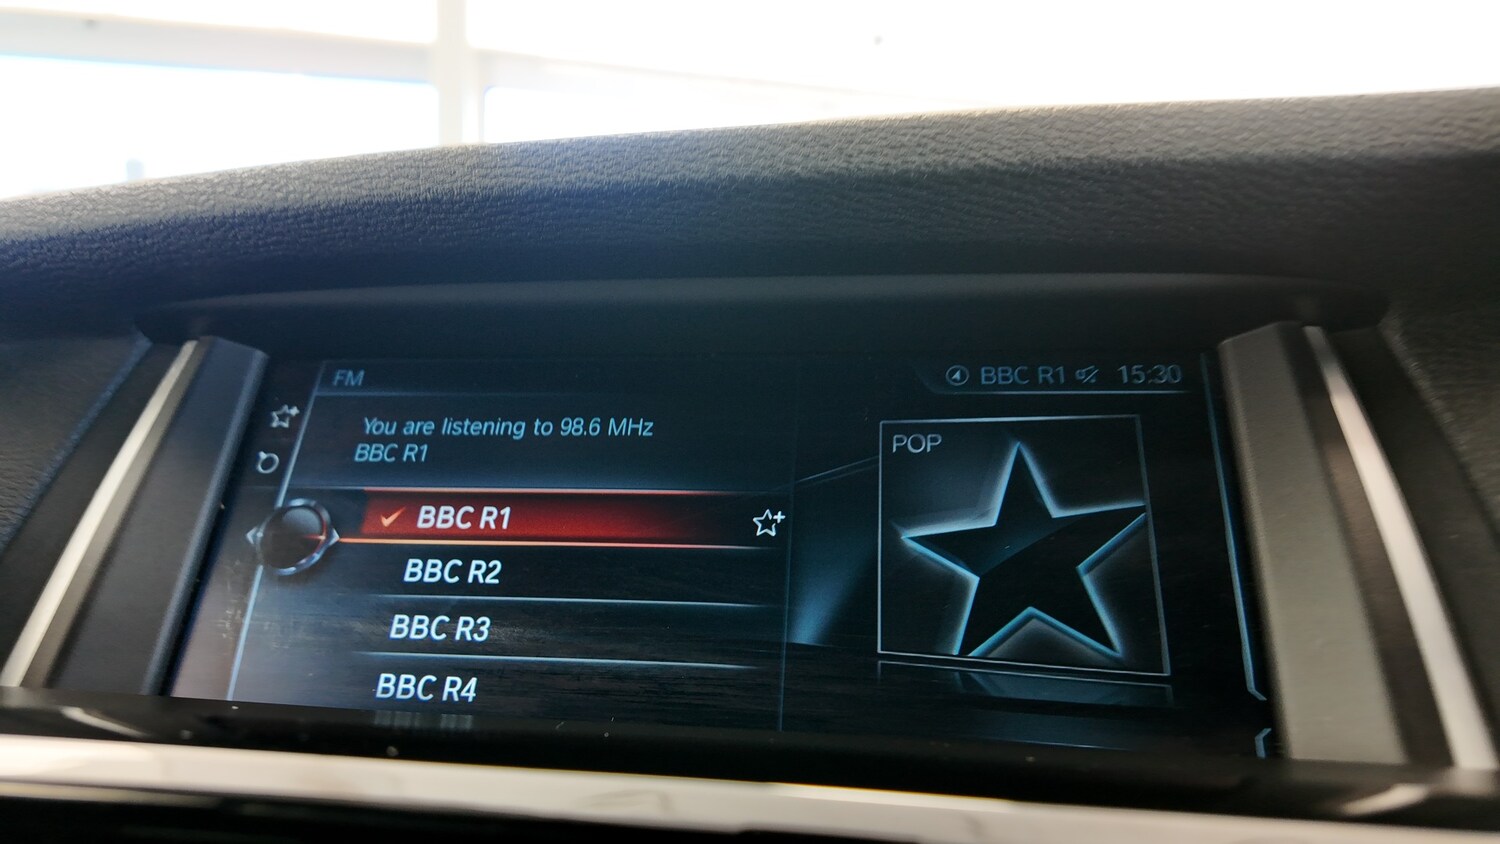 FM
BBC R1 15:30
You are listening to 98.6 MHz
BBC R1
POP
BBC R1
BBC R2
BBC R3
BBC R4